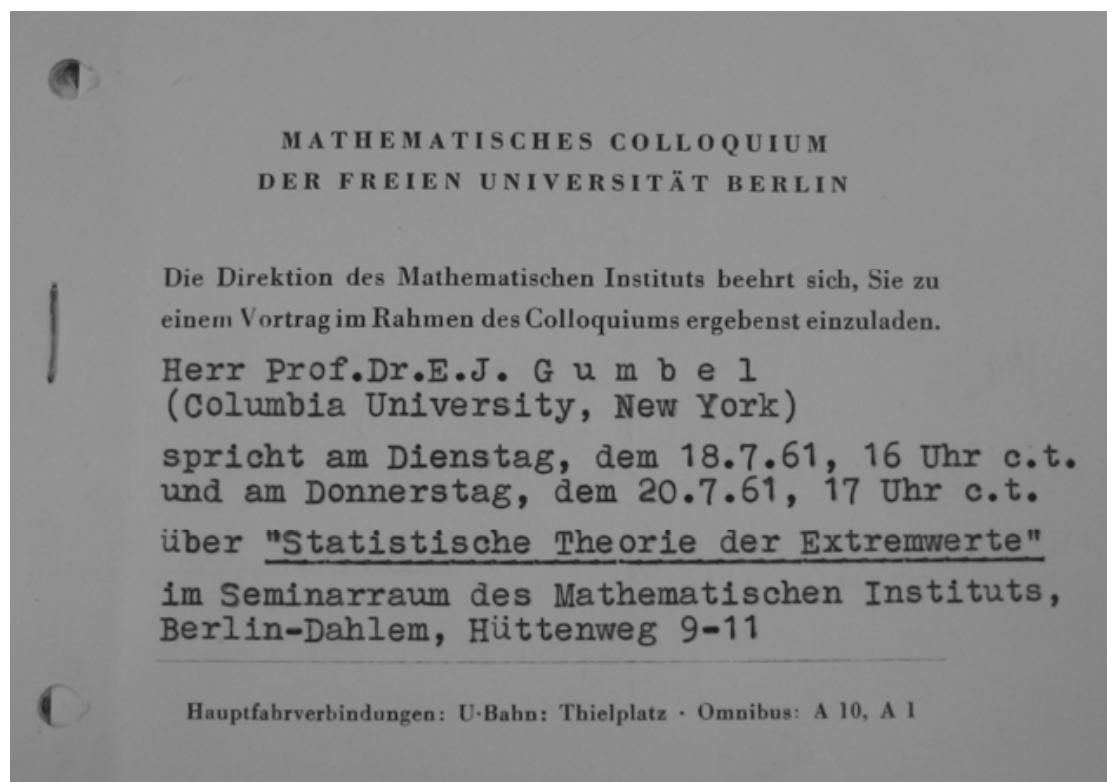 MATHEMATISCHES COLLOQUIUM
DER FREIEN UNIVERSITÄT BERLIN
Die Direktion des Mathematischen Instituts beehrt sich, Sie zu
einem Vortrag im Rahmen des Colloquiums ergebenst einzuladen.
Herr Prof.Dr.E.J. G u m b e l
(Columbia University, New York)
spricht am Dienstag, dem 18.7.61, 16 Uhr c.t.
und am Donnerstag, dem 20.7.61, 17 Uhr c.t.
über "Statistische Theorie der Extremwerte"
im Seminarraum des Mathematischen Instituts,
Berlin-Dahlem, Hüttenweg 9-11
Hauptfahrverbindungen: U-Bahn: Thielplatz · Omnibus: A 10, A 1